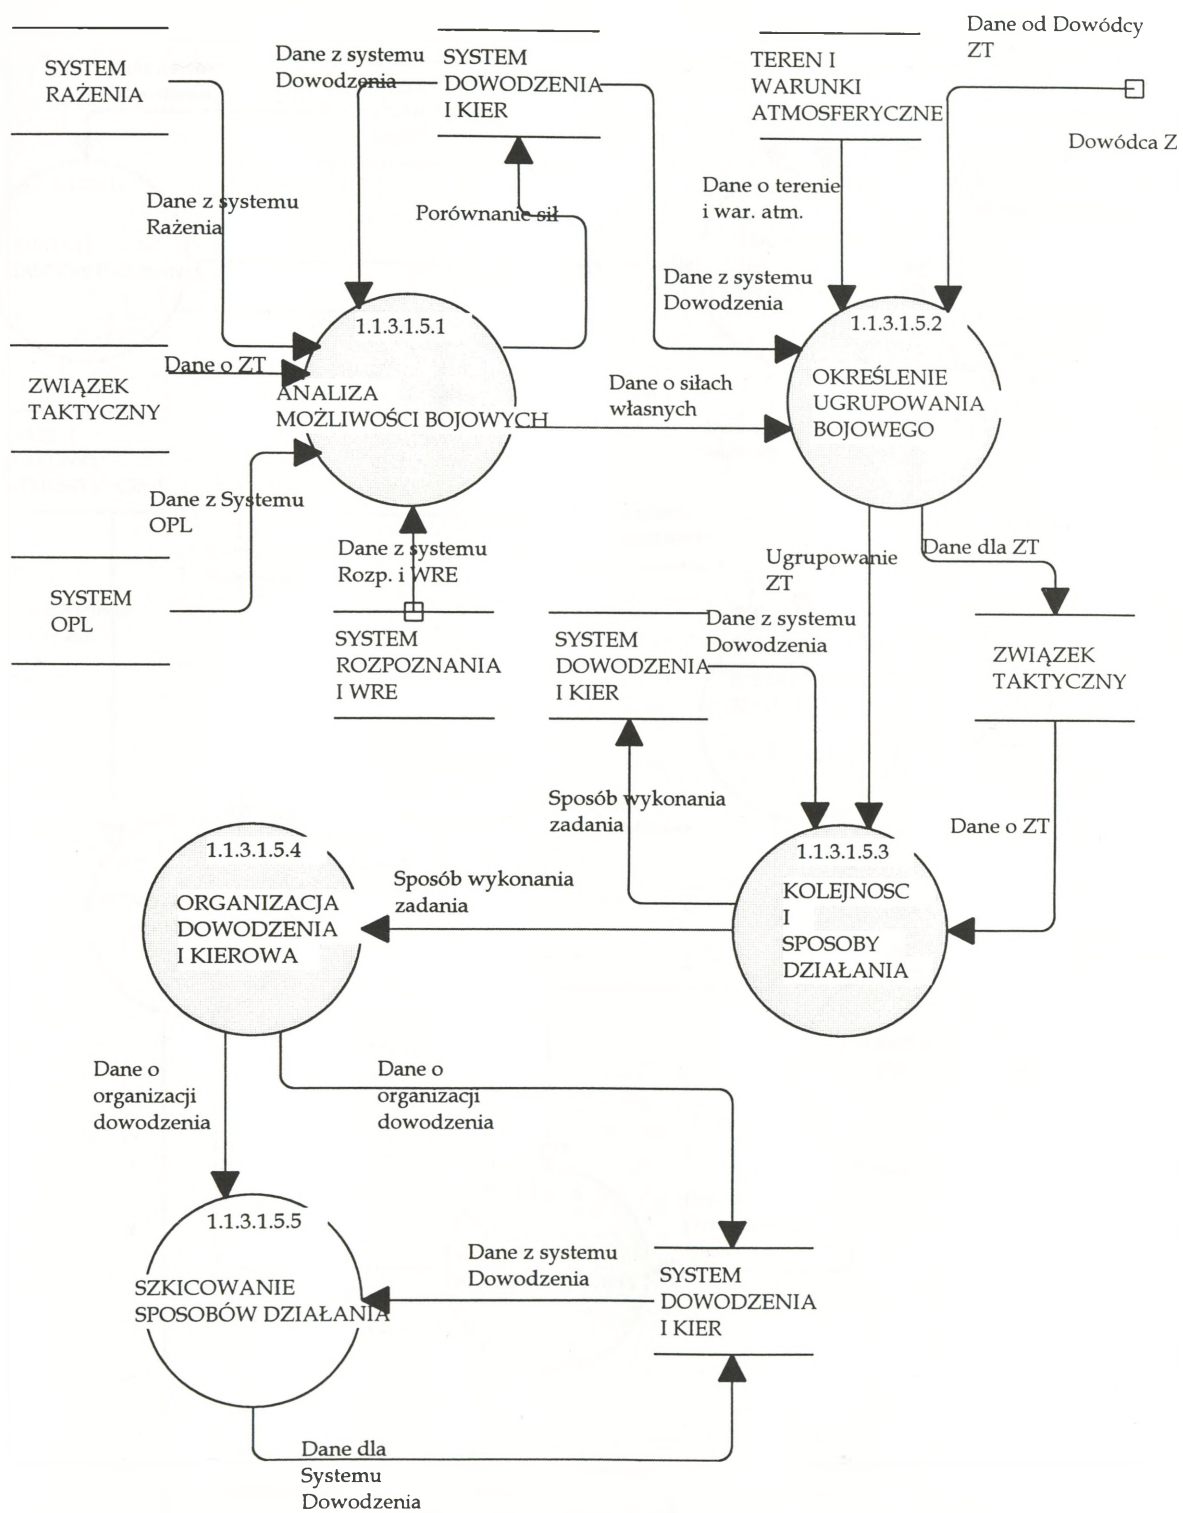 SYSTEM
RAŻENIA
Dane z systemu
Dowodzenia
SYSTEM
DOWODZENIA
I KIER
TEREN I
WARUNKI
ATMOSFERYCZNE
Dane od Dowódcy
ZT
Dowódca Z
Dane z systemu
Rażenia
Porównanie sił
Dane o terenie
i war. atm.
Dane z systemu
Dowodzenia
1.1.3.1.5.1
ANALIZA
MOŻLIWOŚCI BOJOWYCH
1.1.3.1.5.2
OKREŚLENIE
UGRUPOWANIA
BOJOWEGO
Dane o ZT
ZWIĄZEK
TAKTYCZNY
Dane o siłach
własnych
Dane z Systemu
OPL
SYSTEM
OPL
Dane z systemu
Rozp. i WRE
SYSTEM
ROZPOZNANIA
I WRE
Ugrupowanie
ZT
Dane dla ZT
SYSTEM
DOWODZENIA
I KIER
Dane z systemu
Dowodzenia
ZWIĄZEK
TAKTYCZNY
Sposób wykonania
zadania
Dane o ZT
1.1.3.1.5.4
ORGANIZACJA
DOWODZENIA
I KIEROWA
Sposób wykonania
zadania
1.1.3.1.5.3
KOLEJNOSC
I
SPOSOBY
DZIAŁANIA
Dane o
organizacji
dowodzenia
Dane o
organizacji
dowodzenia
1.1.3.1.5.5
SZKICOWANIE
SPOSOBÓW DZIAŁANIA
Dane z systemu
Dowodzenia
SYSTEM
DOWODZENIA
I KIER
Dane dla
Systemu
Dowodzenia